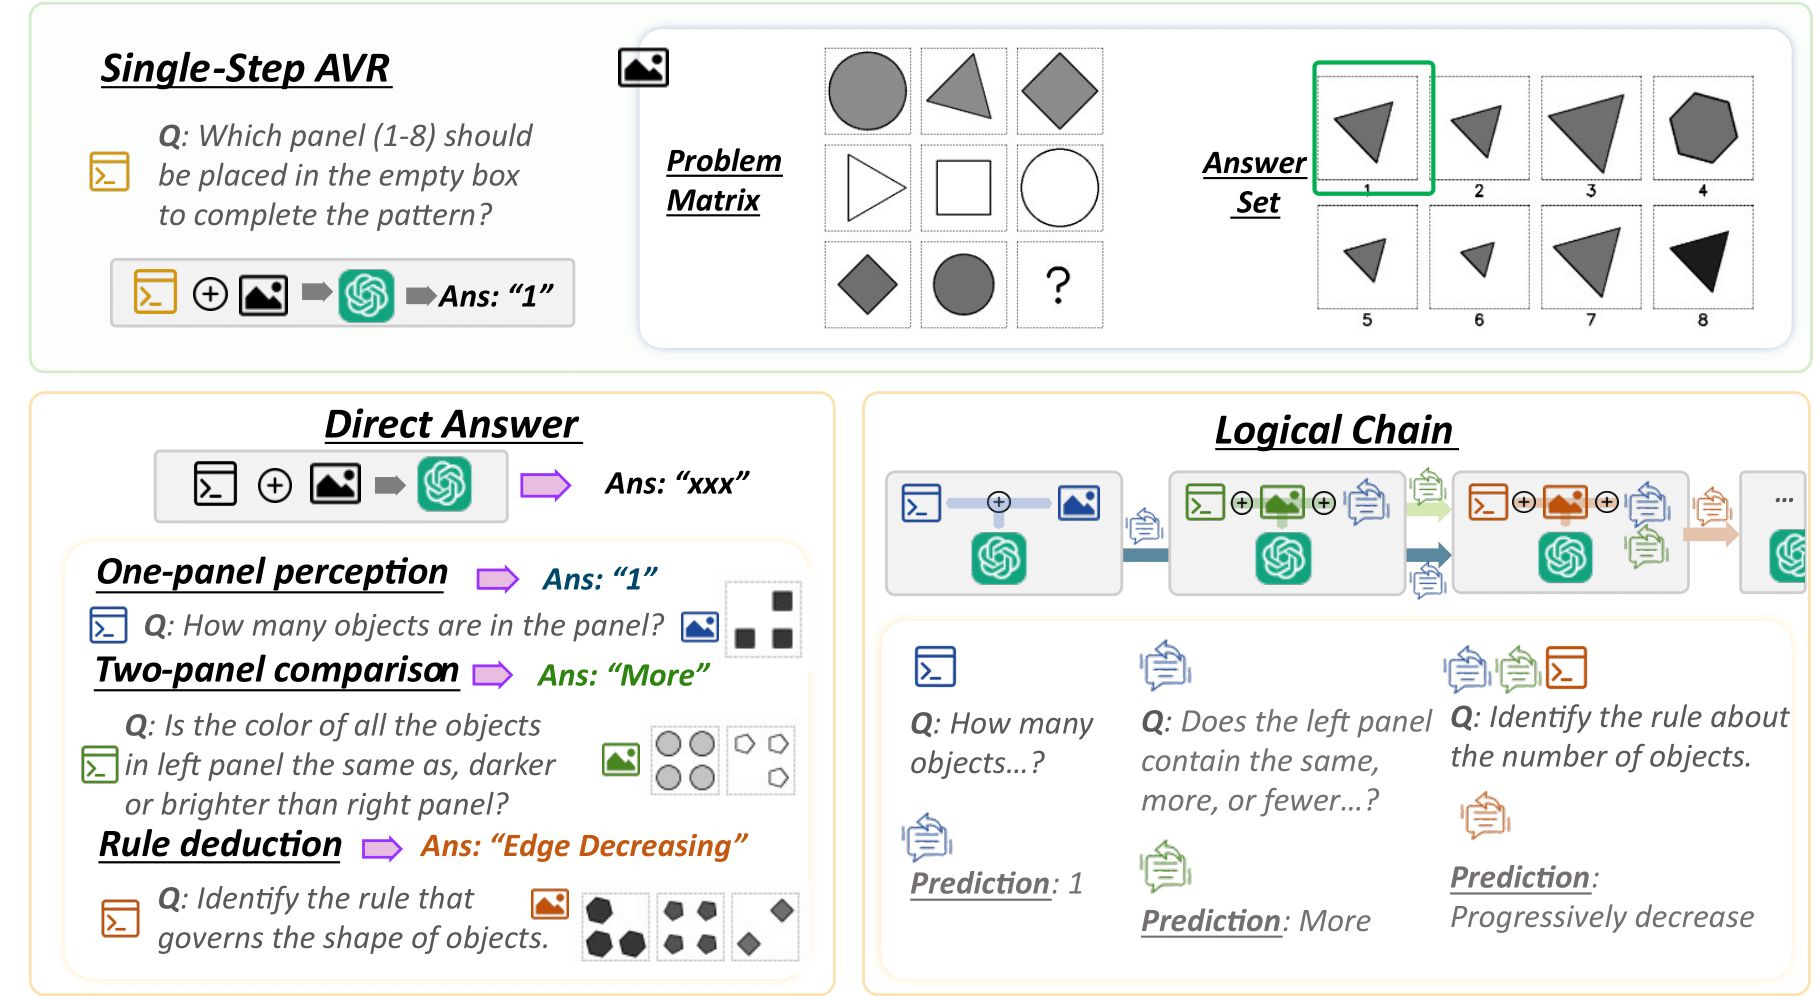 Single-Step AVR
Q: Which panel (1-8) should
be placed in the empty box
to complete the pattern?
Ans: “1”
Problem
Matrix
?
Answer
Set
1 2 3 4
5 6 7 8
Direct Answer
Ans: “xxx”
One-panel perception
Ans: “1”
Q: How many objects are in the panel?
Two-panel comparison
Ans: “More”
Q: Is the color of all the objects
in left panel the same as, darker
or brighter than right panel?
Rule deduction
Ans: “Edge Decreasing”
Q: Identify the rule that
governs the shape of objects.
Logical Chain
...
Q: How many
objects...?
Prediction: 1
Q: Does the left panel
contain the same,
more, or fewer...?
Prediction: More
Q: Identify the rule about
the number of objects.
Prediction:
Progressively decrease